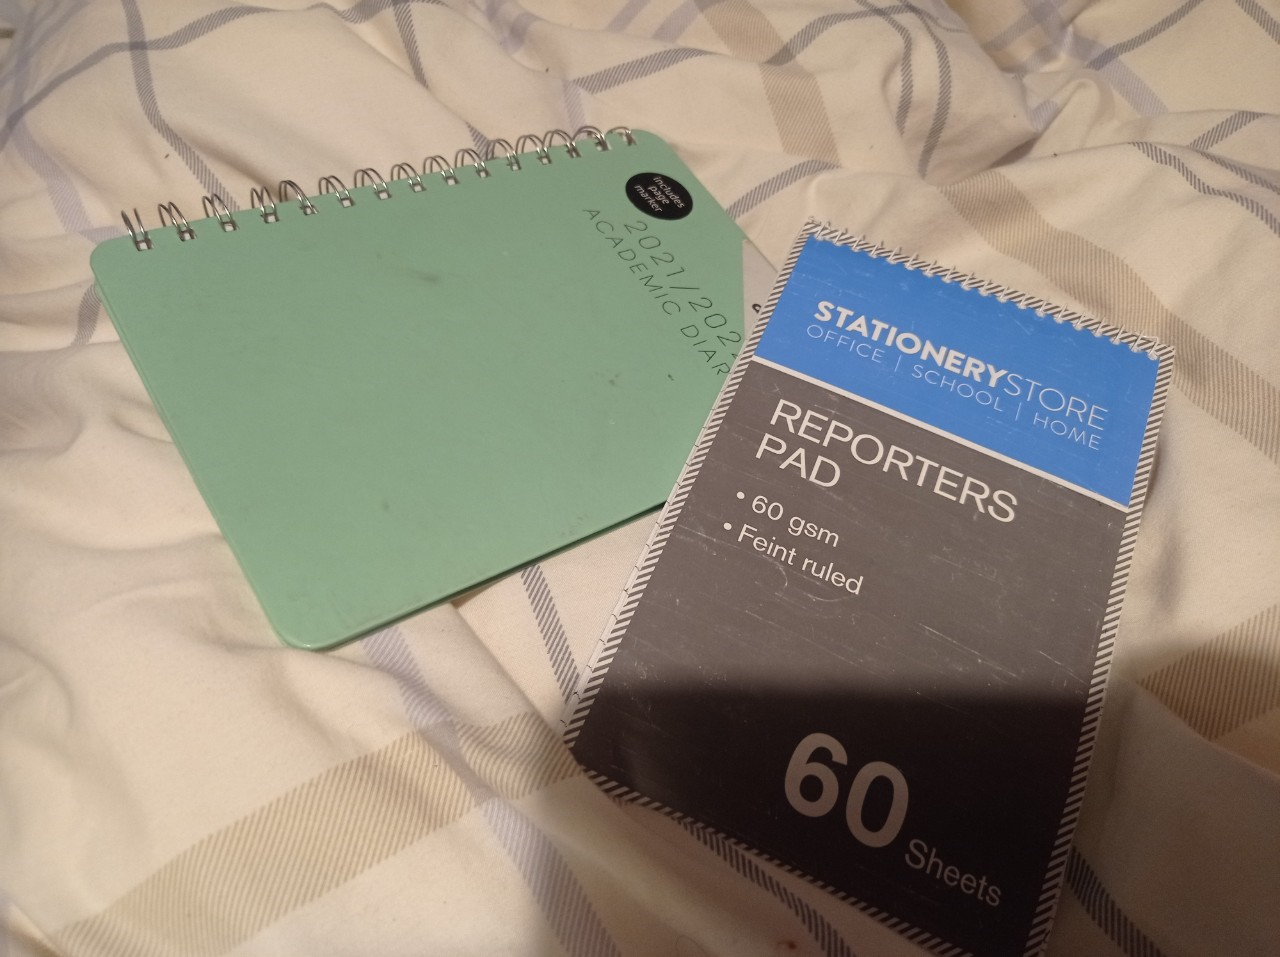 includes
page
marker
2021/202
ACADEMIC DIAR
STATIONERYSTORE
OFFICE | SCHOOL | HOME
REPORTERS
PAD
• 60 gsm
• Feint ruled
60 Sheets